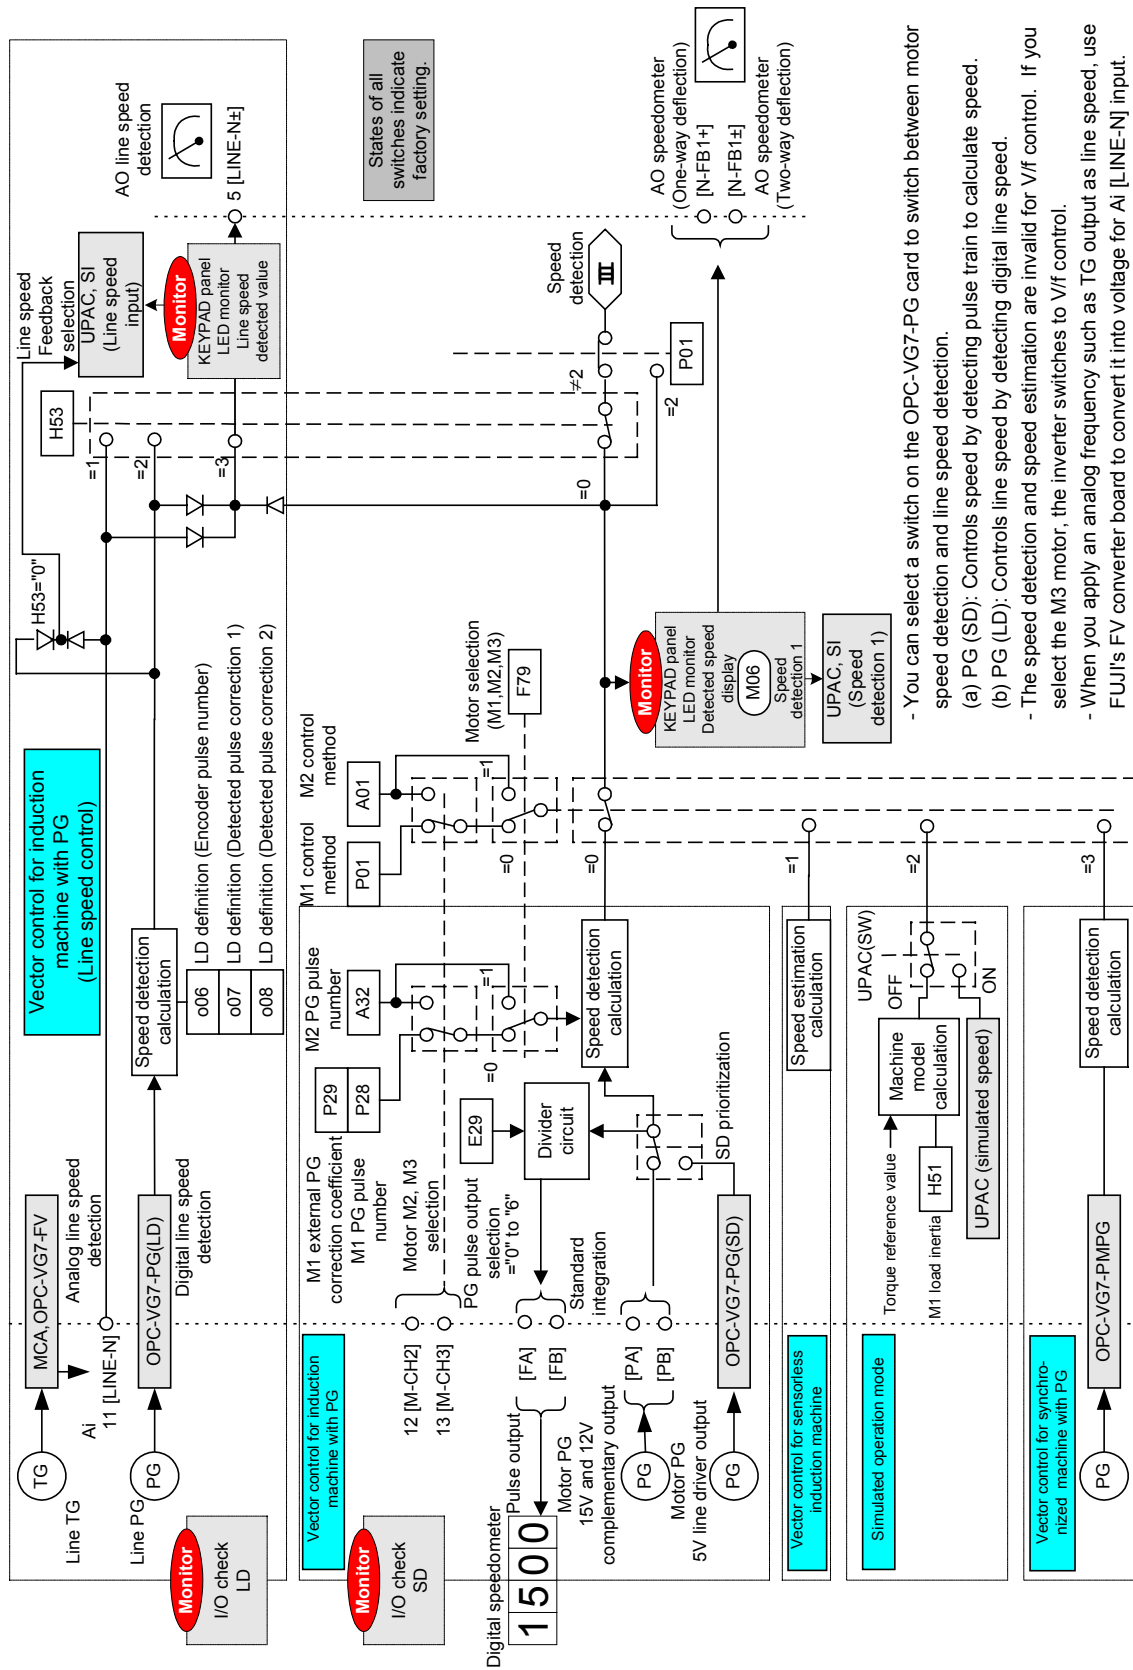 Vector control for induction
machine with PG
(Line speed control)
TG
Line TG
MCA,OPC-VG7-FV
Analog line speed
detection
Ai
11 [LINE-N]
PG
Line PG
OPC-VG7-PG(LD)
Digital line speed
detection
Monitor
I/O check
LD
Speed detection
calculation
o06
LD definition (Encoder pulse number)
o07
LD definition (Detected pulse correction 1)
o08
LD definition (Detected pulse correction 2)
H53="0"
Line speed
Feedback
selection
UPAC, SI
(Line speed
input)
H53
=1
=2
=3
=0
Monitor
KEYPAD panel
LED monitor
Line speed
detected value
AO line speed
detection
5 [LINE-N±]
States of all
switches indicate
factory setting.
Vector control for induction
machine with PG
Monitor
I/O check
SD
12 [M-CH2]
13 [M-CH3]
Motor M2, M3
selection
M1 external PG
correction coefficient
M1 PG pulse
number
P29
P28
M2 PG pulse
number
A32
=0
=1
M1 control
method
P01
M2 control
method
A01
=0
=1
Motor selection
(M1,M2,M3)
F79
PG pulse output
selection
="0" to "6"
E29
Divider
circuit
Speed detection
calculation
=0
Digital speedometer
1500
Pulse output
[FA]
[FB]
Standard
integration
Motor PG
15V and 12V
complementary output
PG
[PA]
[PB]
Motor PG
5V line driver output
PG
OPC-VG7-PG(SD)
SD prioritization
≠2
=2
P01
Speed
detection
III
Monitor
KEYPAD panel
LED monitor
Detected speed
display
M06
Speed
detection 1
UPAC, SI
(Speed
detection 1)
AO speedometer
(One-way deflection)
[N-FB1+]
[N-FB1±]
AO speedometer
(Two-way deflection)
Vector control for sensorless
induction machine
Speed estimation
calculation
=1
Simulated operation mode
Torque reference value
M1 load inertia
H51
Machine
model
calculation
UPAC(SW)
OFF
ON
UPAC (simulated speed)
=2
Vector control for synchro-
nized machine with PG
PG
OPC-VG7-PMPG
Speed detection
calculation
=3
- You can select a switch on the OPC-VG7-PG card to switch between motor
speed detection and line speed detection.
(a) PG (SD): Controls speed by detecting pulse train to calculate speed.
(b) PG (LD): Controls line speed by detecting digital line speed.
- The speed detection and speed estimation are invalid for V/f control. If you
select the M3 motor, the inverter switches to V/f control.
- When you apply an analog frequency such as TG output as line speed, use
FUJI's FV converter board to convert it into voltage for Ai [LINE-N] input.